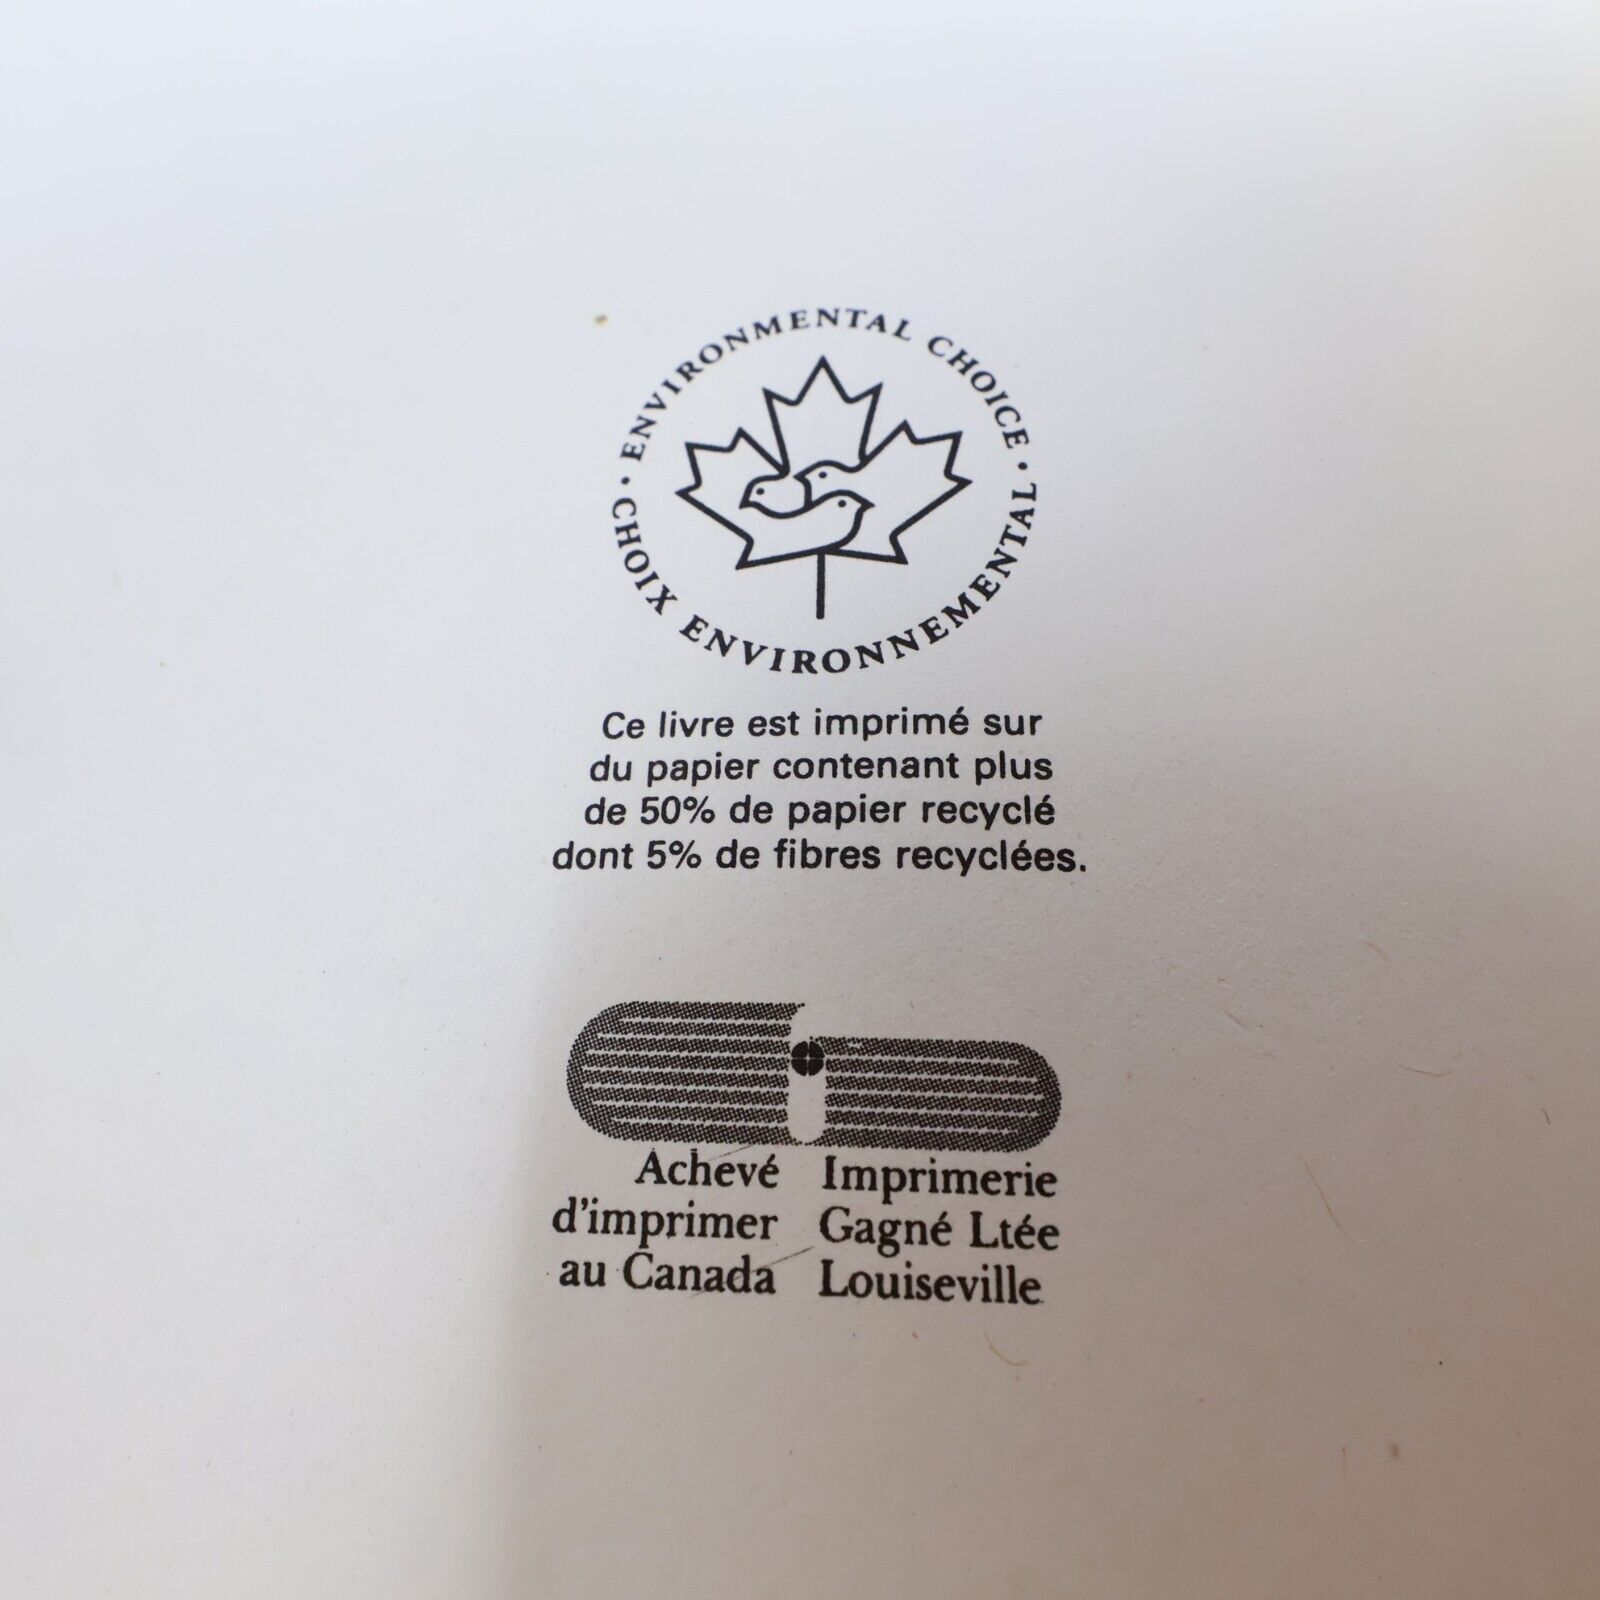 · ENVIRONMENTAL CHOICE ·
CHOIX ENVIRONNEMENTAL
Ce livre est imprimé sur
du papier contenant plus
de 50% de papier recyclé
dont 5% de fibres recyclées.
Achevé
d'imprimer
au Canada
Imprimerie
Gagné Ltée
Louiseville